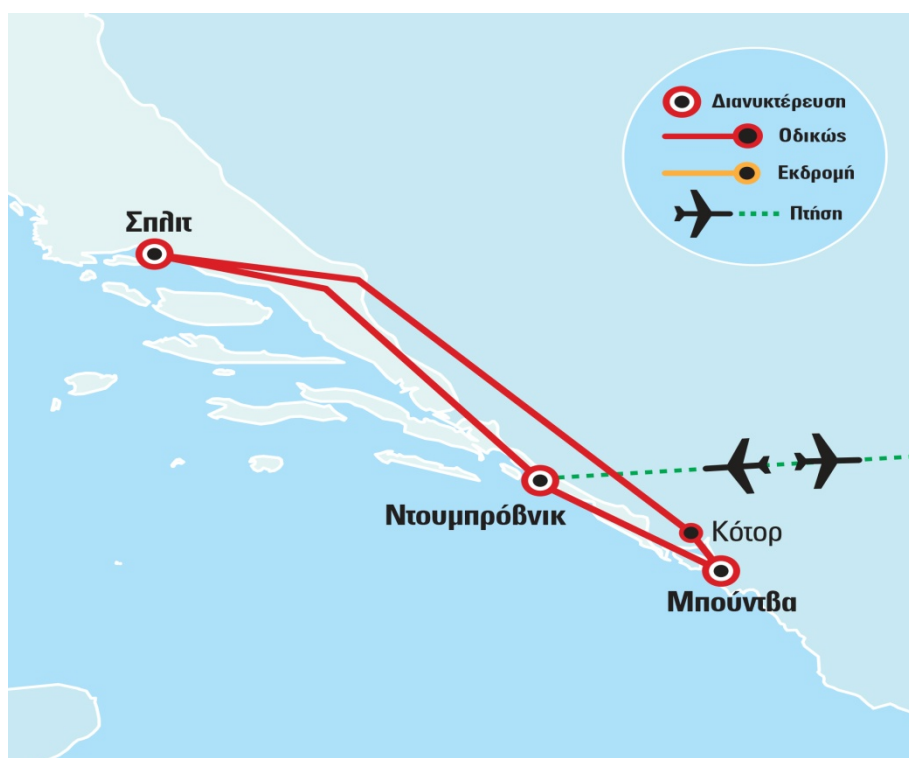 Διανυκτέρευση
Οδικώς
Εκδρομή
Πτήση
Σπλιτ
Ντουμπρόβνικ
Κότορ
Μπούντβα